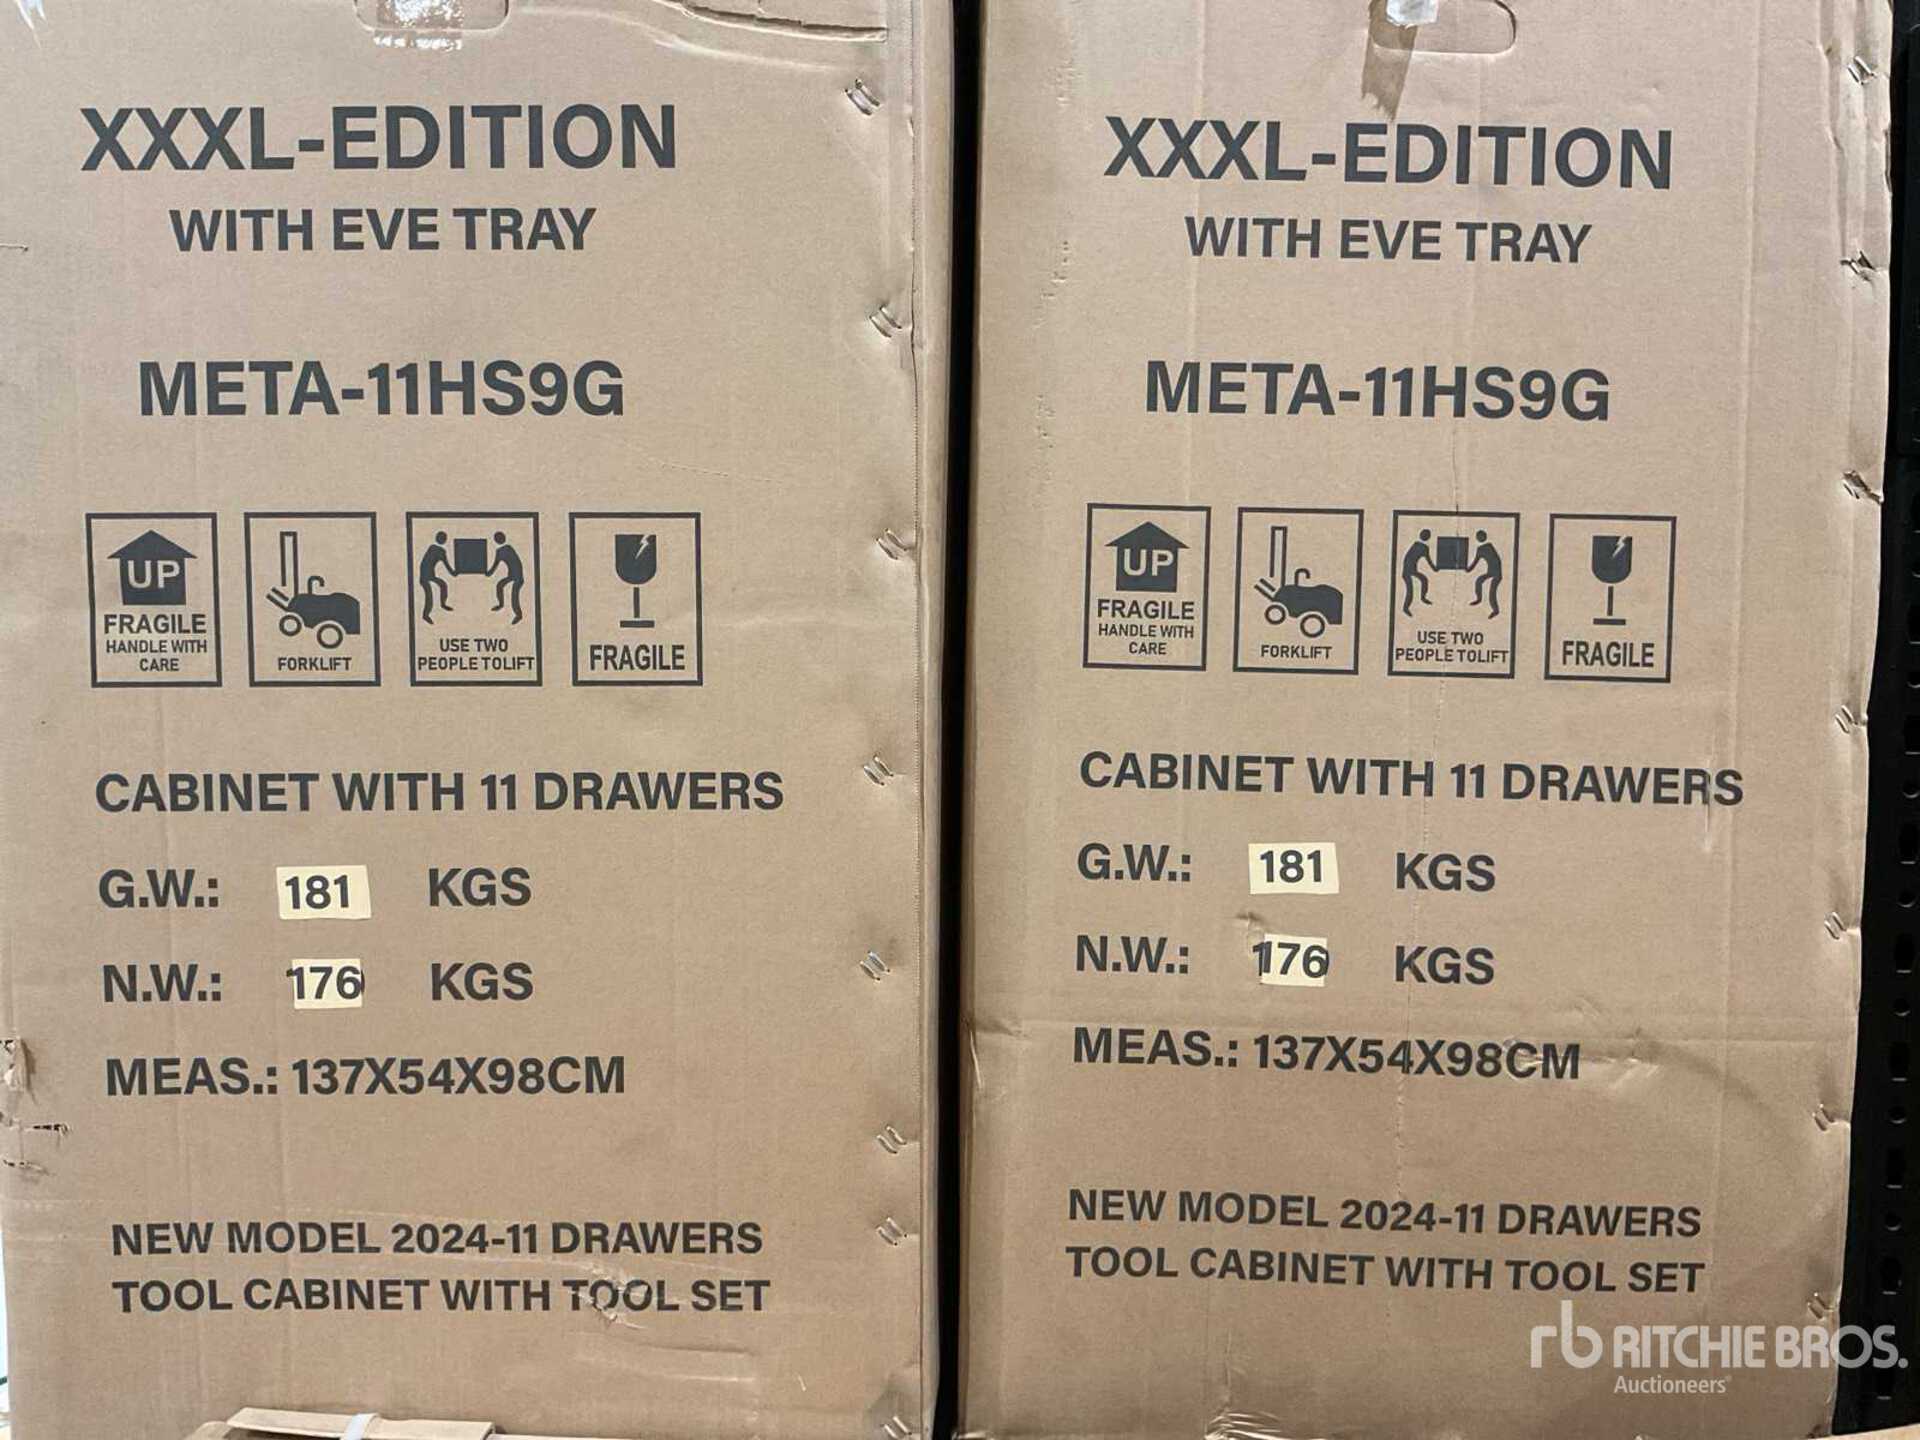 XXXL-EDITION
WITH EVE TRAY
META-11HS9G
UP
FRAGILE
HANDLE WITH
CARE
FORKLIFT
USE TWO
PEOPLE TOLIFT
FRAGILE
CABINET WITH 11 DRAWERS
G.W.: 181 KGS
N.W.: 176 KGS
MEAS.: 137X54X98CM
NEW MODEL 2024-11 DRAWERS
TOOL CABINET WITH TOOL SET
XXXL-EDITION
WITH EVE TRAY
META-11HS9G
UP
FRAGILE
HANDLE WITH
CARE
FORKLIFT
USE TWO
PEOPLE TOLIFT
FRAGILE
CABINET WITH 11 DRAWERS
G.W.: 181 KGS
N.W.: 176 KGS
MEAS.: 137X54X98CM
NEW MODEL 2024-11 DRAWERS
TOOL CABINET WITH TOOL SET
rb RITCHIE BROS.
Auctioneers